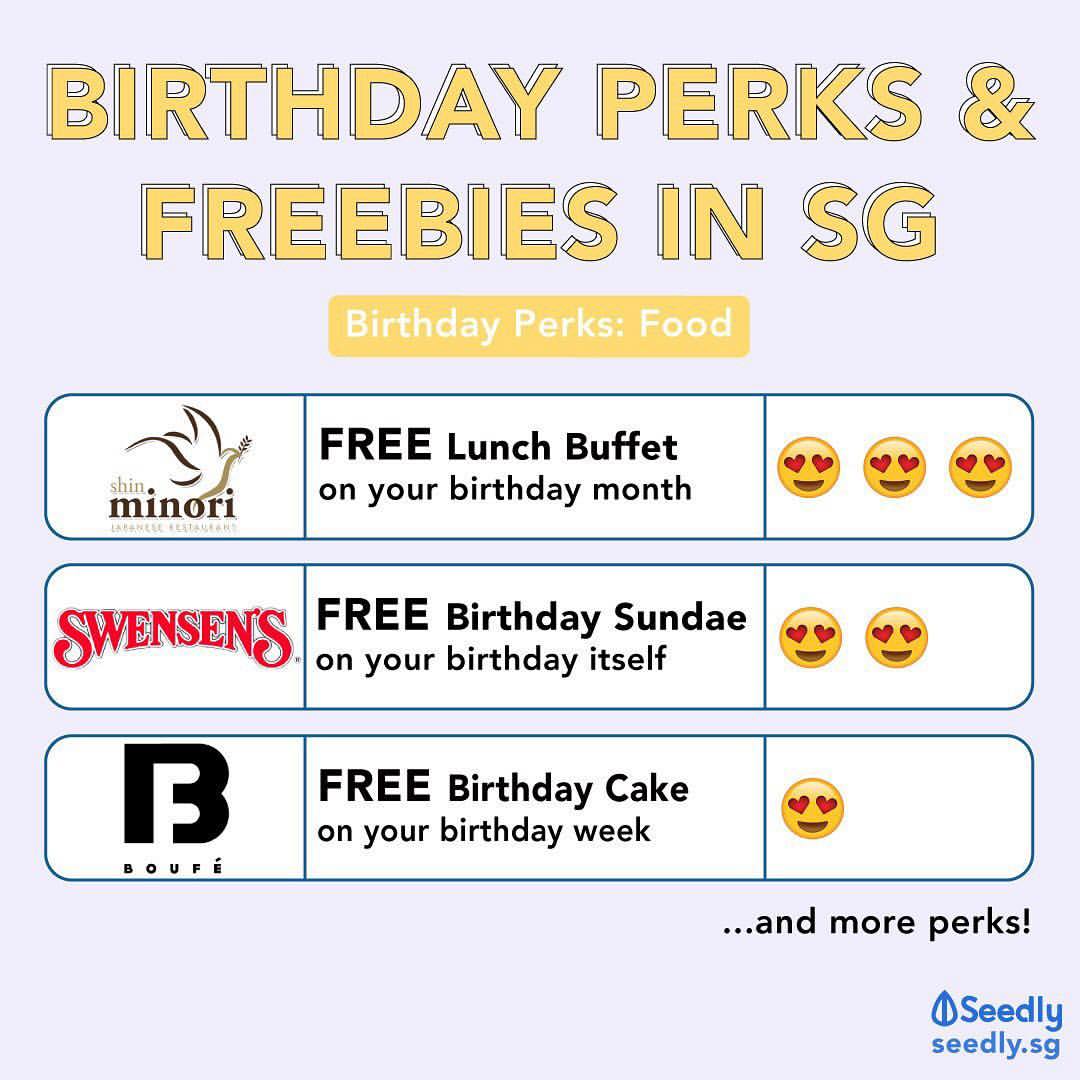 BIRTHDAY PERKS &
FREEBIES IN SG
Birthday Perks: Food
shin
minori
JAPANESE RESTAURANT
FREE Lunch Buffet
on your birthday month
SWENSEN'S®
FREE Birthday Sundae
on your birthday itself
B
BOUFÉ
FREE Birthday Cake
on your birthday week
...and more perks!
Seedly
seedly.sg